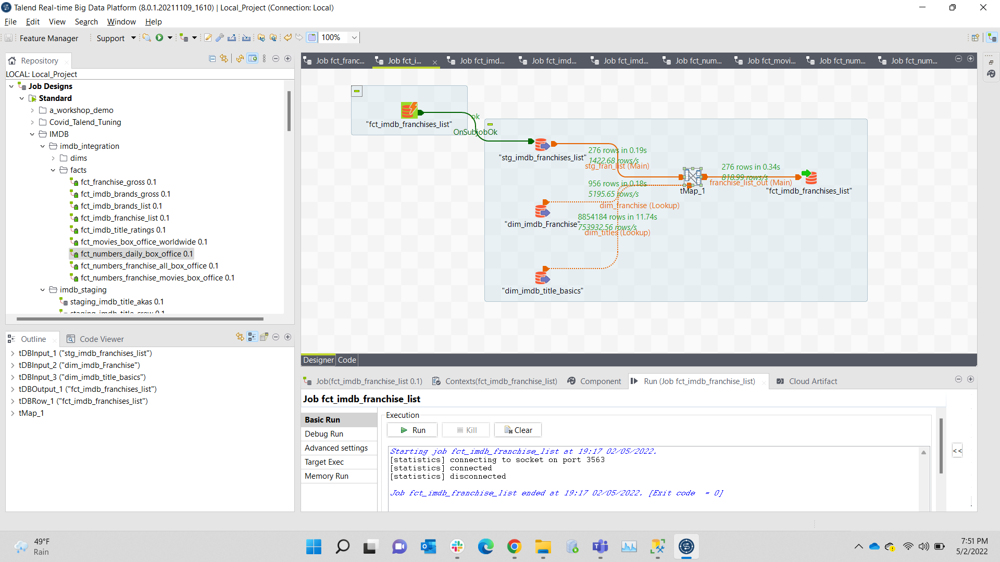 Talend Real-time Big Data Platform (8.0.1.20211109_1610) | Local_Project (Connection: Local)
File Edit View Search Window Help
Feature Manager Support 100%
Repository
LOCAL: Local_Project
Job Designs
Standard
a_workshop_demo
Covid_Talend_Tuning
IMDB
imdb_integration
dims
facts
fct_franchise_gross 0.1
fct_imdb_brands_gross 0.1
fct_imdb_brands_list 0.1
fct_imdb_franchise_list 0.1
fct_imdb_title_ratings 0.1
fct_movies_box_office_worldwide 0.1
fct_numbers_daily_box_office 0.1
fct_numbers_franchise_all_box_office 0.1
fct_numbers_franchise_movies_box_office 0.1
imdb_staging
staging_imdb_title_akas 0.1
staging_imdb_title_crew 0.1
Outline Code Viewer
tDBInput_1 ("stg_imdb_franchises_list")
tDBInput_2 ("dim_imdb_Franchise")
tDBInput_3 ("dim_imdb_title_basics")
tDBOutput_1 ("fct_imdb_franchises_list")
tDBRow_1 ("fct_imdb_franchises_list")
tMap_1
Job fct_franc... Job fct_i... Job fct_imd... Job fct_imd... Job fct_imd... Job fct_num... Job fct_movi... Job fct_num... Job fct_num...
"fct_imdb_franchises_list"
ok
OnSubjobOk
"stg_imdb_franchises_list"
276 rows in 0.19s
1422.68 rows/s
stg_fran_list (Main)
956 rows in 0.18s
5195.65 rows/s
dim_franchise (Lookup)
"dim_imdb_Franchise"
8854184 rows in 11.74s
753932.56 rows/s
dim_titles (Lookup)
"dim_imdb_title_basics"
tMap_1
276 rows in 0.34s
818.99 rows/s
franchise_list_out (Main)
"fct_imdb_franchises_list"
Designer Code
Job(fct_imdb_franchise_list 0.1) Contexts(fct_imdb_franchise_list) Component Run (Job fct_imdb_franchise_list) Cloud Artifact
Job fct_imdb_franchise_list
Basic Run
Debug Run
Advanced settings
Target Exec
Memory Run
Execution
Run Kill Clear
Starting job fct_imdb_franchise_list at 19:17 02/05/2022.
[statistics] connecting to socket on port 3563
[statistics] connected
[statistics] disconnected
Job fct_imdb_franchise_list ended at 19:17 02/05/2022. [Exit code  = 0]
<<
49°F
Rain
7:51 PM
5/2/2022